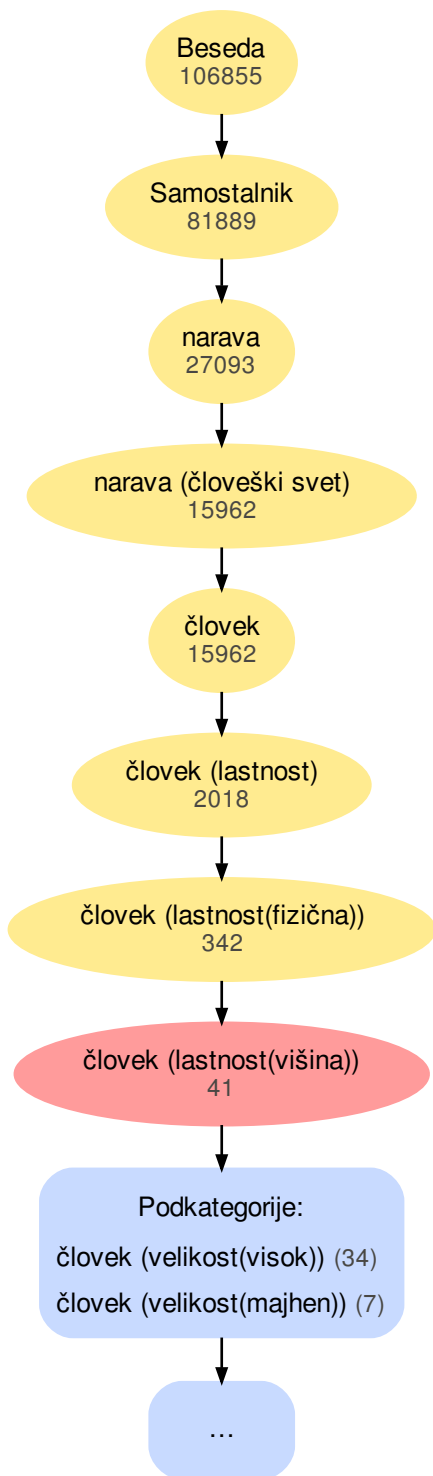 Beseda
106855
Samostalnik
81889
narava
27093
narava (človeški svet)
15962
človek
15962
človek (lastnost)
2018
človek (lastnost(fizična))
342
človek (lastnost(višina))
41
Podkategorije:
človek (velikost(visok)) (34)
človek (velikost(majhen)) (7)
…